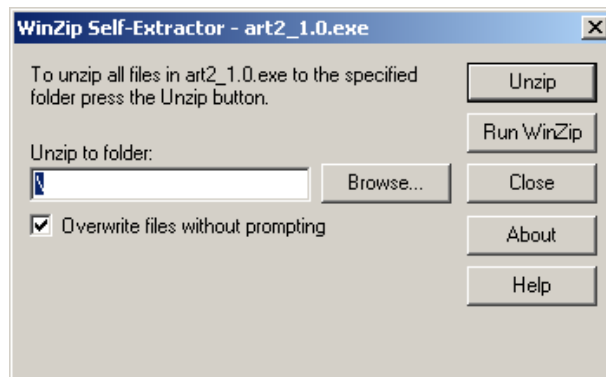 WinZip Self-Extractor - art2_1.0.exe
To unzip all files in art2_1.0.exe to the specified
folder press the Unzip button.
Unzip to folder:
\
Browse...
Overwrite files without prompting
Unzip
Run WinZip
Close
About
Help